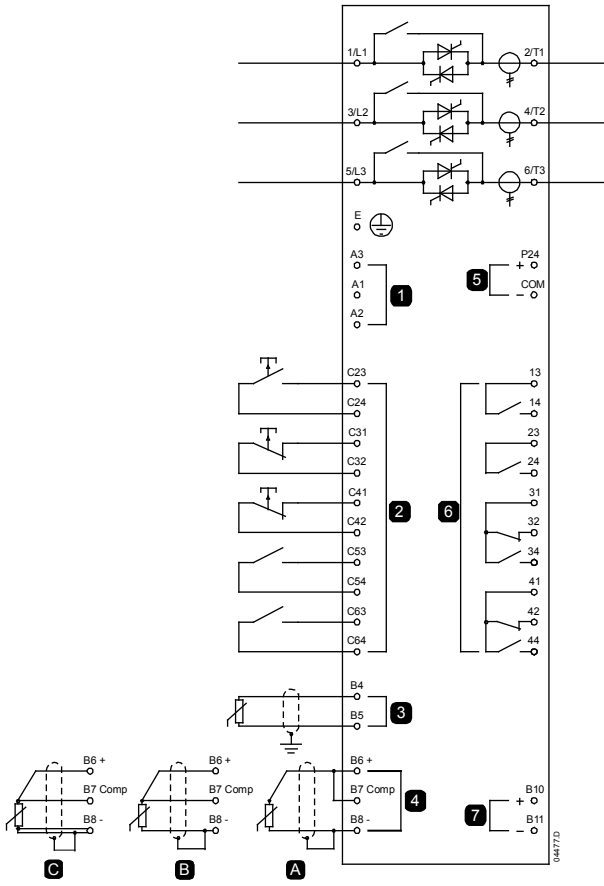 1/L1 2/T1
3/L2 4/T2
5/L3 6/T3
E
A3 P24
1 5 +
A1 COM
-
A2
C23 13
C24 14
C31 23
C32 24
C41 31
2 6
C42 32
C53 34
C54 41
C63 42
C64 44
B4
3
B5
B6 + B6 + B6 +
B7 Comp B7 Comp B7 Comp 4 7 + B10
B8 - B8 - B8 - - B11
C B A
04477.D